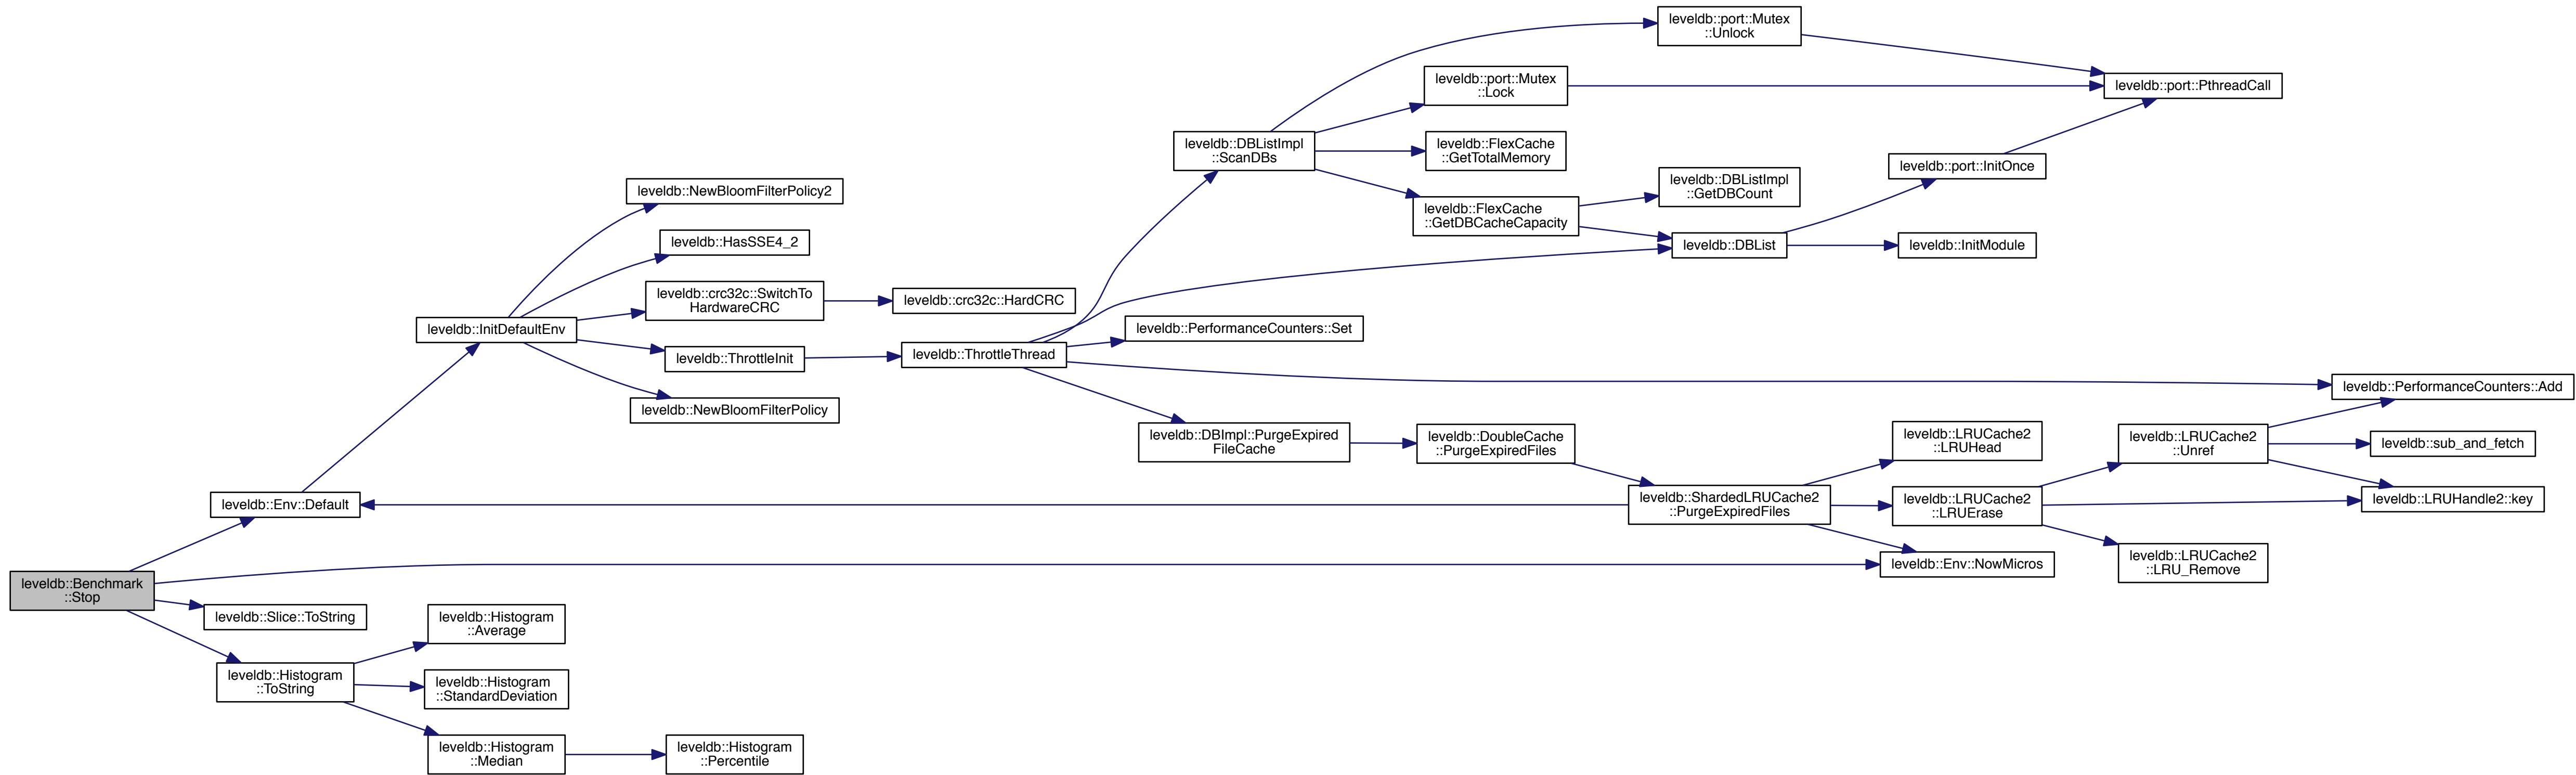 leveldb::port::Mutex
::Unlock
leveldb::port::Mutex
::Lock
leveldb::port::PthreadCall
leveldb::DBListImpl
::ScanDBs
leveldb::FlexCache
::GetTotalMemory
leveldb::port::InitOnce
leveldb::DBListImpl
::GetDBCount
leveldb::NewBloomFilterPolicy2
leveldb::FlexCache
::GetDBCacheCapacity
leveldb::HasSSE4_2
leveldb::DBList
leveldb::InitModule
leveldb::crc32c::SwitchTo
HardwareCRC
leveldb::crc32c::HardCRC
leveldb::InitDefaultEnv
leveldb::PerformanceCounters::Set
leveldb::ThrottleInit
leveldb::ThrottleThread
leveldb::PerformanceCounters::Add
leveldb::NewBloomFilterPolicy
leveldb::DBImpl::PurgeExpired
FileCache
leveldb::DoubleCache
::PurgeExpiredFiles
leveldb::LRUCache2
::LRUHead
leveldb::LRUCache2
::Unref
leveldb::sub_and_fetch
leveldb::Env::Default
leveldb::ShardedLRUCache2
::PurgeExpiredFiles
leveldb::LRUCache2
::LRUErase
leveldb::LRUHandle2::key
leveldb::Env::NowMicros
leveldb::LRUCache2
::LRU_Remove
leveldb::Benchmark
::Stop
leveldb::Slice::ToString
leveldb::Histogram
::Average
leveldb::Histogram
::ToString
leveldb::Histogram
::StandardDeviation
leveldb::Histogram
::Median
leveldb::Histogram
::Percentile